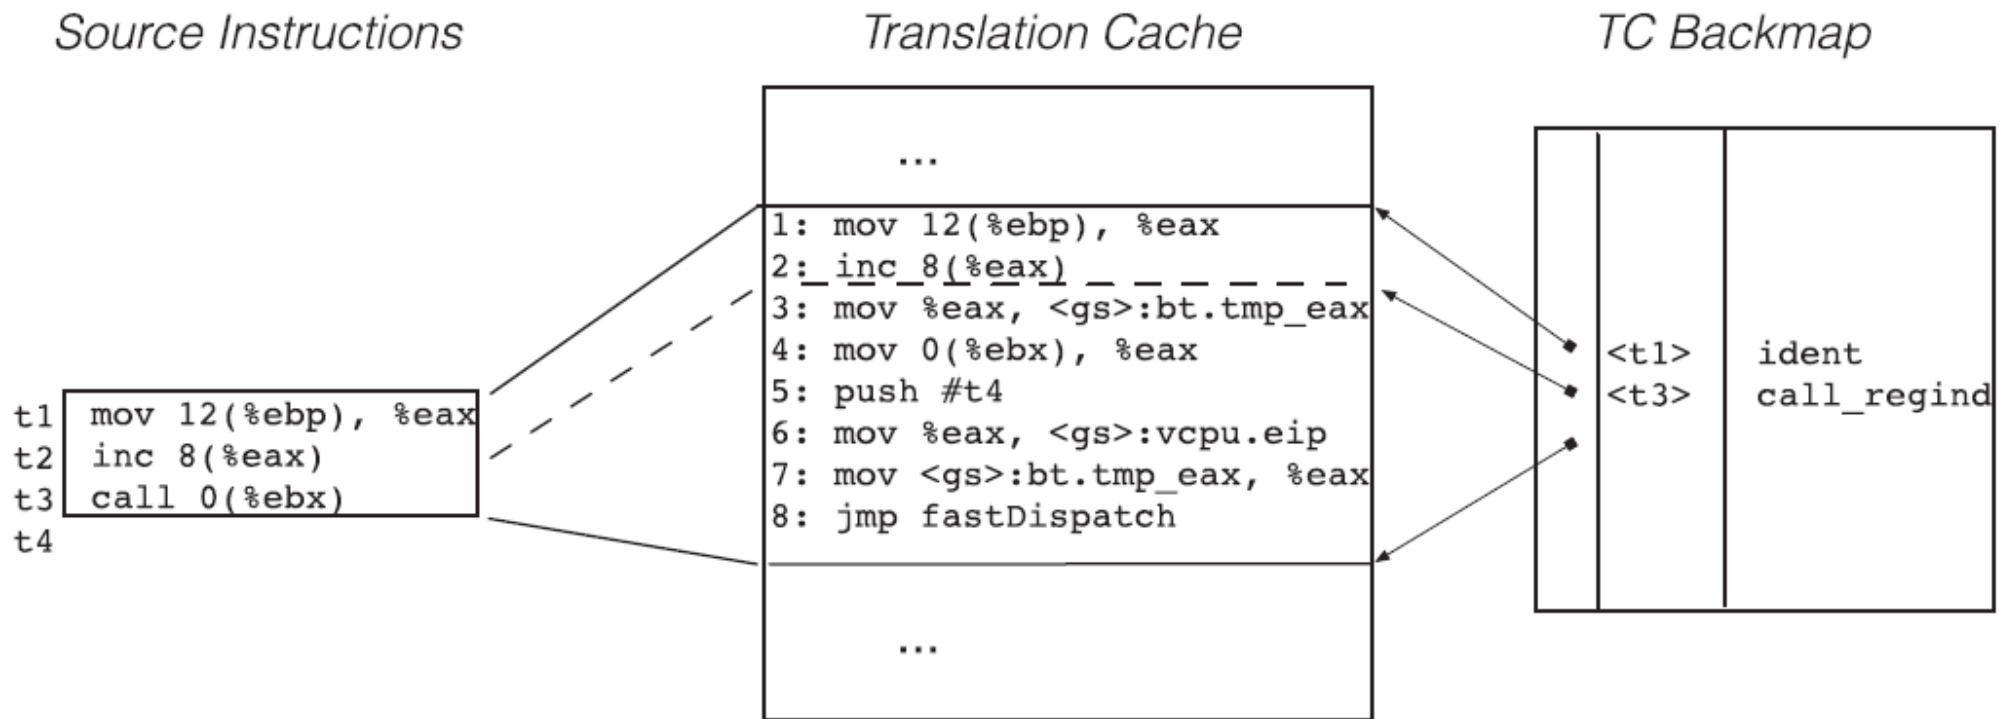 Source Instructions
Translation Cache
TC Backmap
t1 mov 12(%ebp), %eax
t2 inc 8(%eax)
t3 call 0(%ebx)
t4
...
1: mov 12(%ebp), %eax
2: inc 8(%eax)
3: mov %eax, <gs>:bt.tmp_eax
4: mov 0(%ebx), %eax
5: push #t4
6: mov %eax, <gs>:vcpu.eip
7: mov <gs>:bt.tmp_eax, %eax
8: jmp fastDispatch
...
<t1> ident
<t3> call_regind